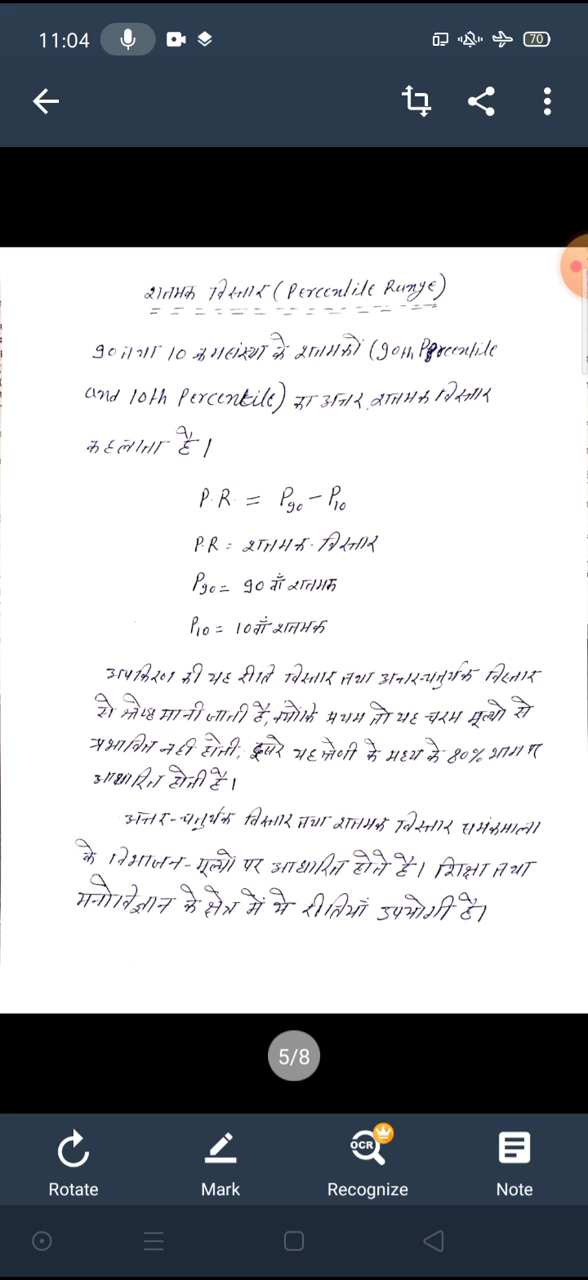 11:04
70
शतमक विस्तार (Percentile Range)
90 तथा 10 क्रमसंख्या के शतमकों (90th Percentile
and 10th Percentile) का अन्तर, शतमक विस्तार
कहलाता है।
P.R. = P90 - P10
P.R = शतमक-विस्तार
P90 = 90 वाँ शतमक
P10 = 10वाँ शतमक
अपकिरण की यह रीति विस्तार तथा अन्तर-चतुर्थक विस्तार
से श्रेष्ठ मानी जाती है, क्योंकि प्रथम तो यह चरम मूल्यों से
प्रभावित नहीं होती, दूसरे यह श्रेणी के मध्य के 80% भाग पर
आधारित होती है।
अन्तर-चतुर्थक विस्तार तथा शतमक विस्तार समंकमाला
के विभाजन-मूल्यों पर आधारित होते है। शिक्षा तथा
मनोविज्ञान के क्षेत्र में ये रीतियाँ उपयोगी है।
5/8
OCR
Rotate Mark Recognize Note